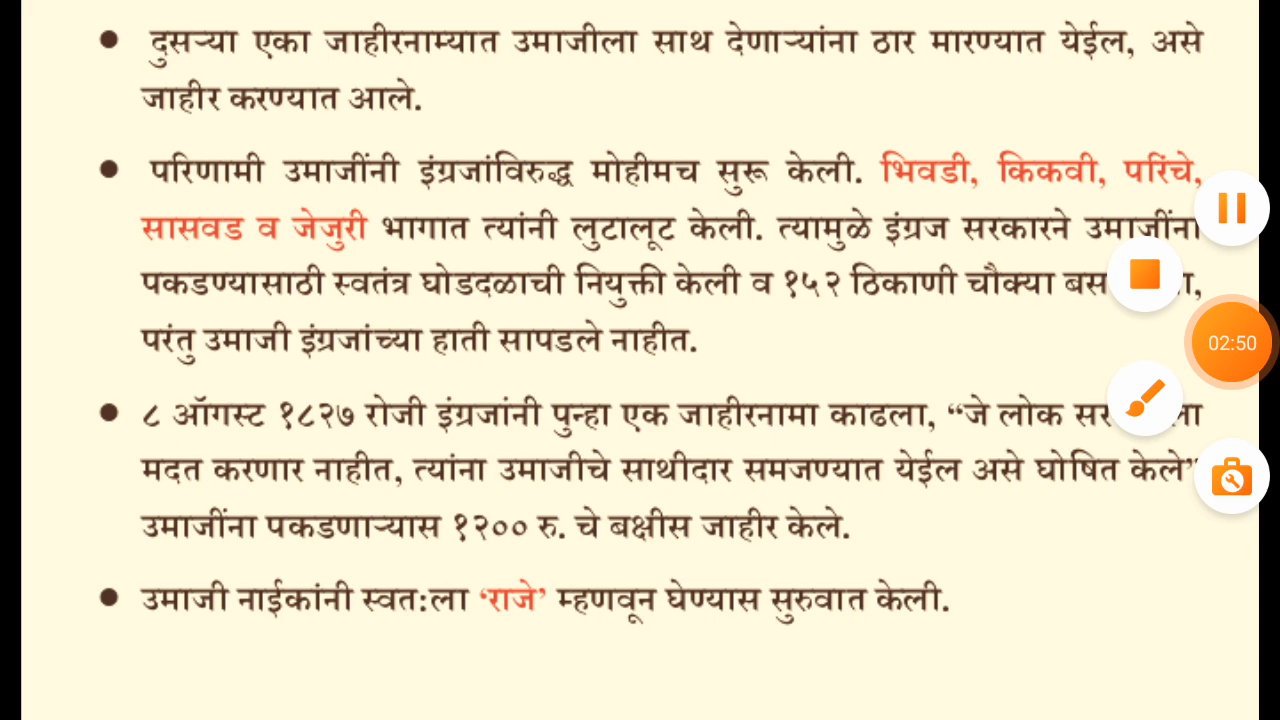 ● दुसऱ्या एका जाहीरनाम्यात उमाजीला साथ देणाऱ्यांना ठार मारण्यात येईल, असे
जाहीर करण्यात आले.
● परिणामी उमाजींनी इंग्रजांविरुद्ध मोहीमच सुरू केली. भिवडी, किकवी, परिंचे,
सासवड व जेजुरी भागात त्यांनी लुटालूट केली. त्यामुळे इंग्रज सरकारने उमाजींना
पकडण्यासाठी स्वतंत्र घोडदळाची नियुक्ती केली व १५२ ठिकाणी चौक्या
परंतु उमाजी इंग्रजांच्या हाती सापडले नाहीत.
● ८ ऑगस्ट १८२७ रोजी इंग्रजांनी पुन्हा एक जाहीरनामा काढला, “जे लोक
मदत करणार नाहीत, त्यांना उमाजीचे साथीदार समजण्यात येईल असे घोषित केले”
उमाजींना पकडणाऱ्यास १२०० रु. चे बक्षीस जाहीर केले.
● उमाजी नाईकांनी स्वत:ला ‘राजे’ म्हणवून घेण्यास सुरुवात केली.
02:50